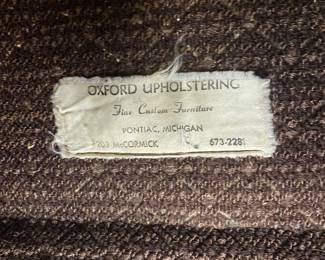 OXFORD UPHOLSTERING
Fine Custom Furniture
PONTIAC, MICHIGAN
McCORMICK 673-2281